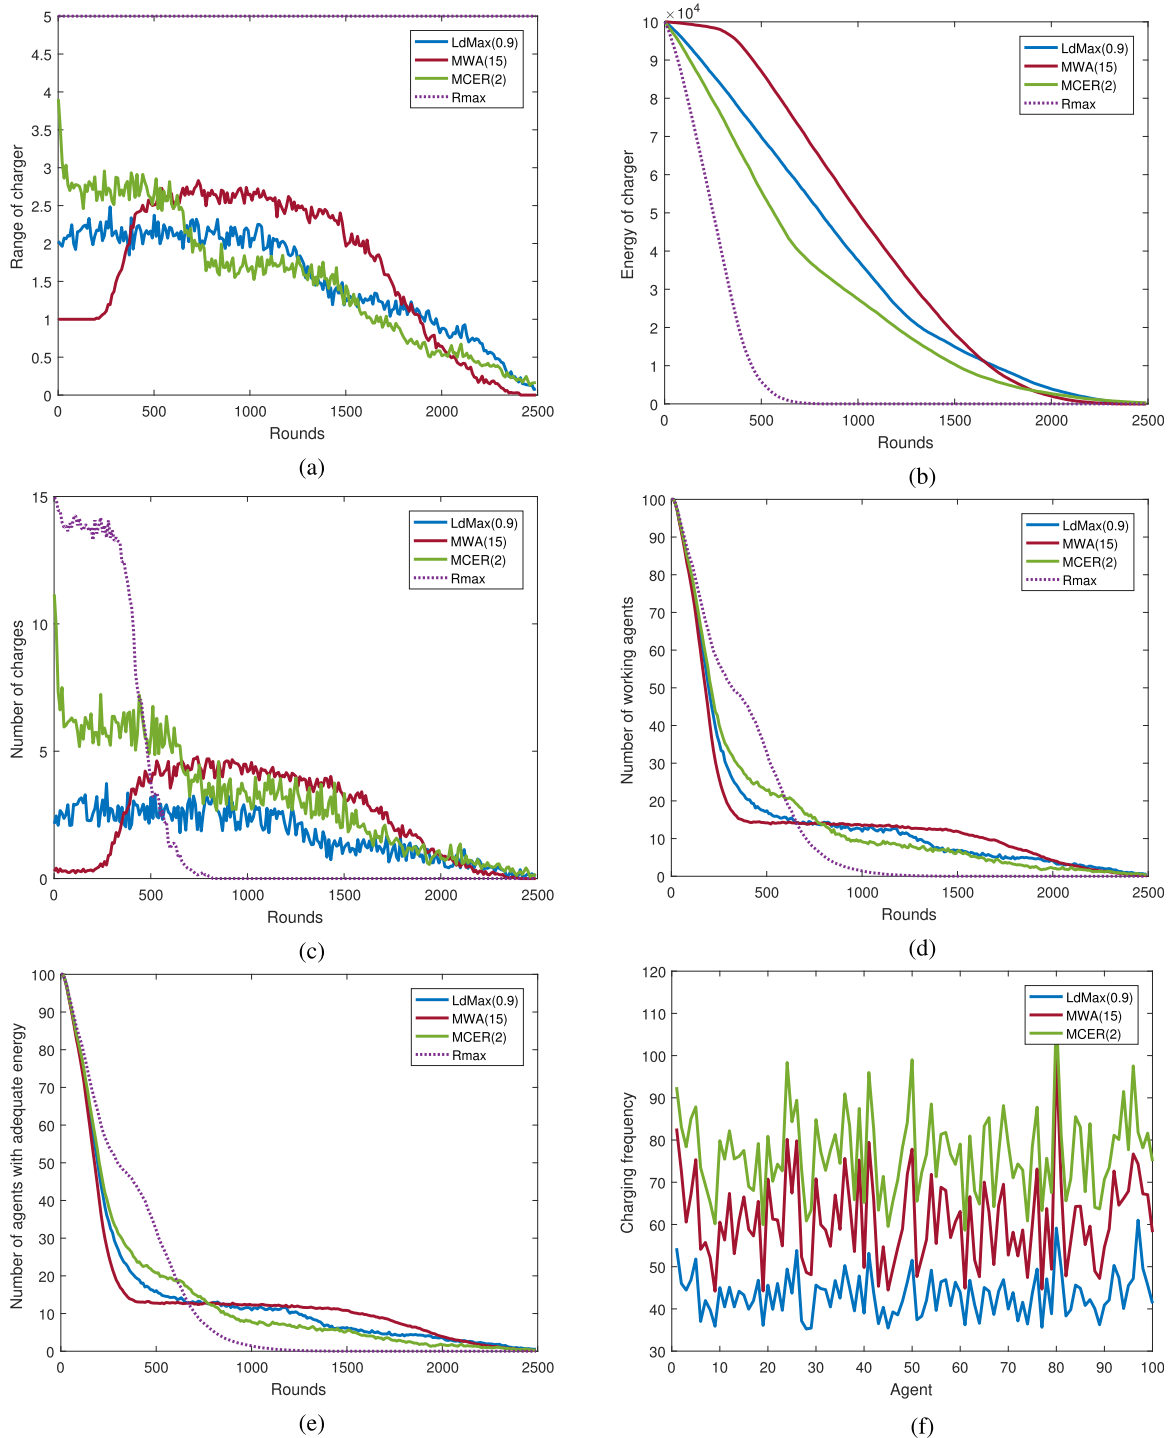 5
4.5
4
3.5
3
2.5
2
1.5
1
0.5
0
Range of charger
LdMax(0.9)
MWA(15)
MCER(2)
Rmax
0 500 1000 1500 2000 2500
Rounds
(a)
×10^4
10
9
8
7
6
5
4
3
2
1
0
Energy of charger
LdMax(0.9)
MWA(15)
MCER(2)
Rmax
0 500 1000 1500 2000 2500
Rounds
(b)
15
10
5
0
Number of charges
LdMax(0.9)
MWA(15)
MCER(2)
Rmax
0 500 1000 1500 2000 2500
Rounds
(c)
100
90
80
70
60
50
40
30
20
10
0
Number of working agents
LdMax(0.9)
MWA(15)
MCER(2)
Rmax
0 500 1000 1500 2000 2500
Rounds
(d)
100
90
80
70
60
50
40
30
20
10
0
Number of agents with adequate energy
LdMax(0.9)
MWA(15)
MCER(2)
Rmax
0 500 1000 1500 2000 2500
Rounds
(e)
120
110
100
90
80
70
60
50
40
30
Charging frequency
LdMax(0.9)
MWA(15)
MCER(2)
0 10 20 30 40 50 60 70 80 90 100
Agent
(f)